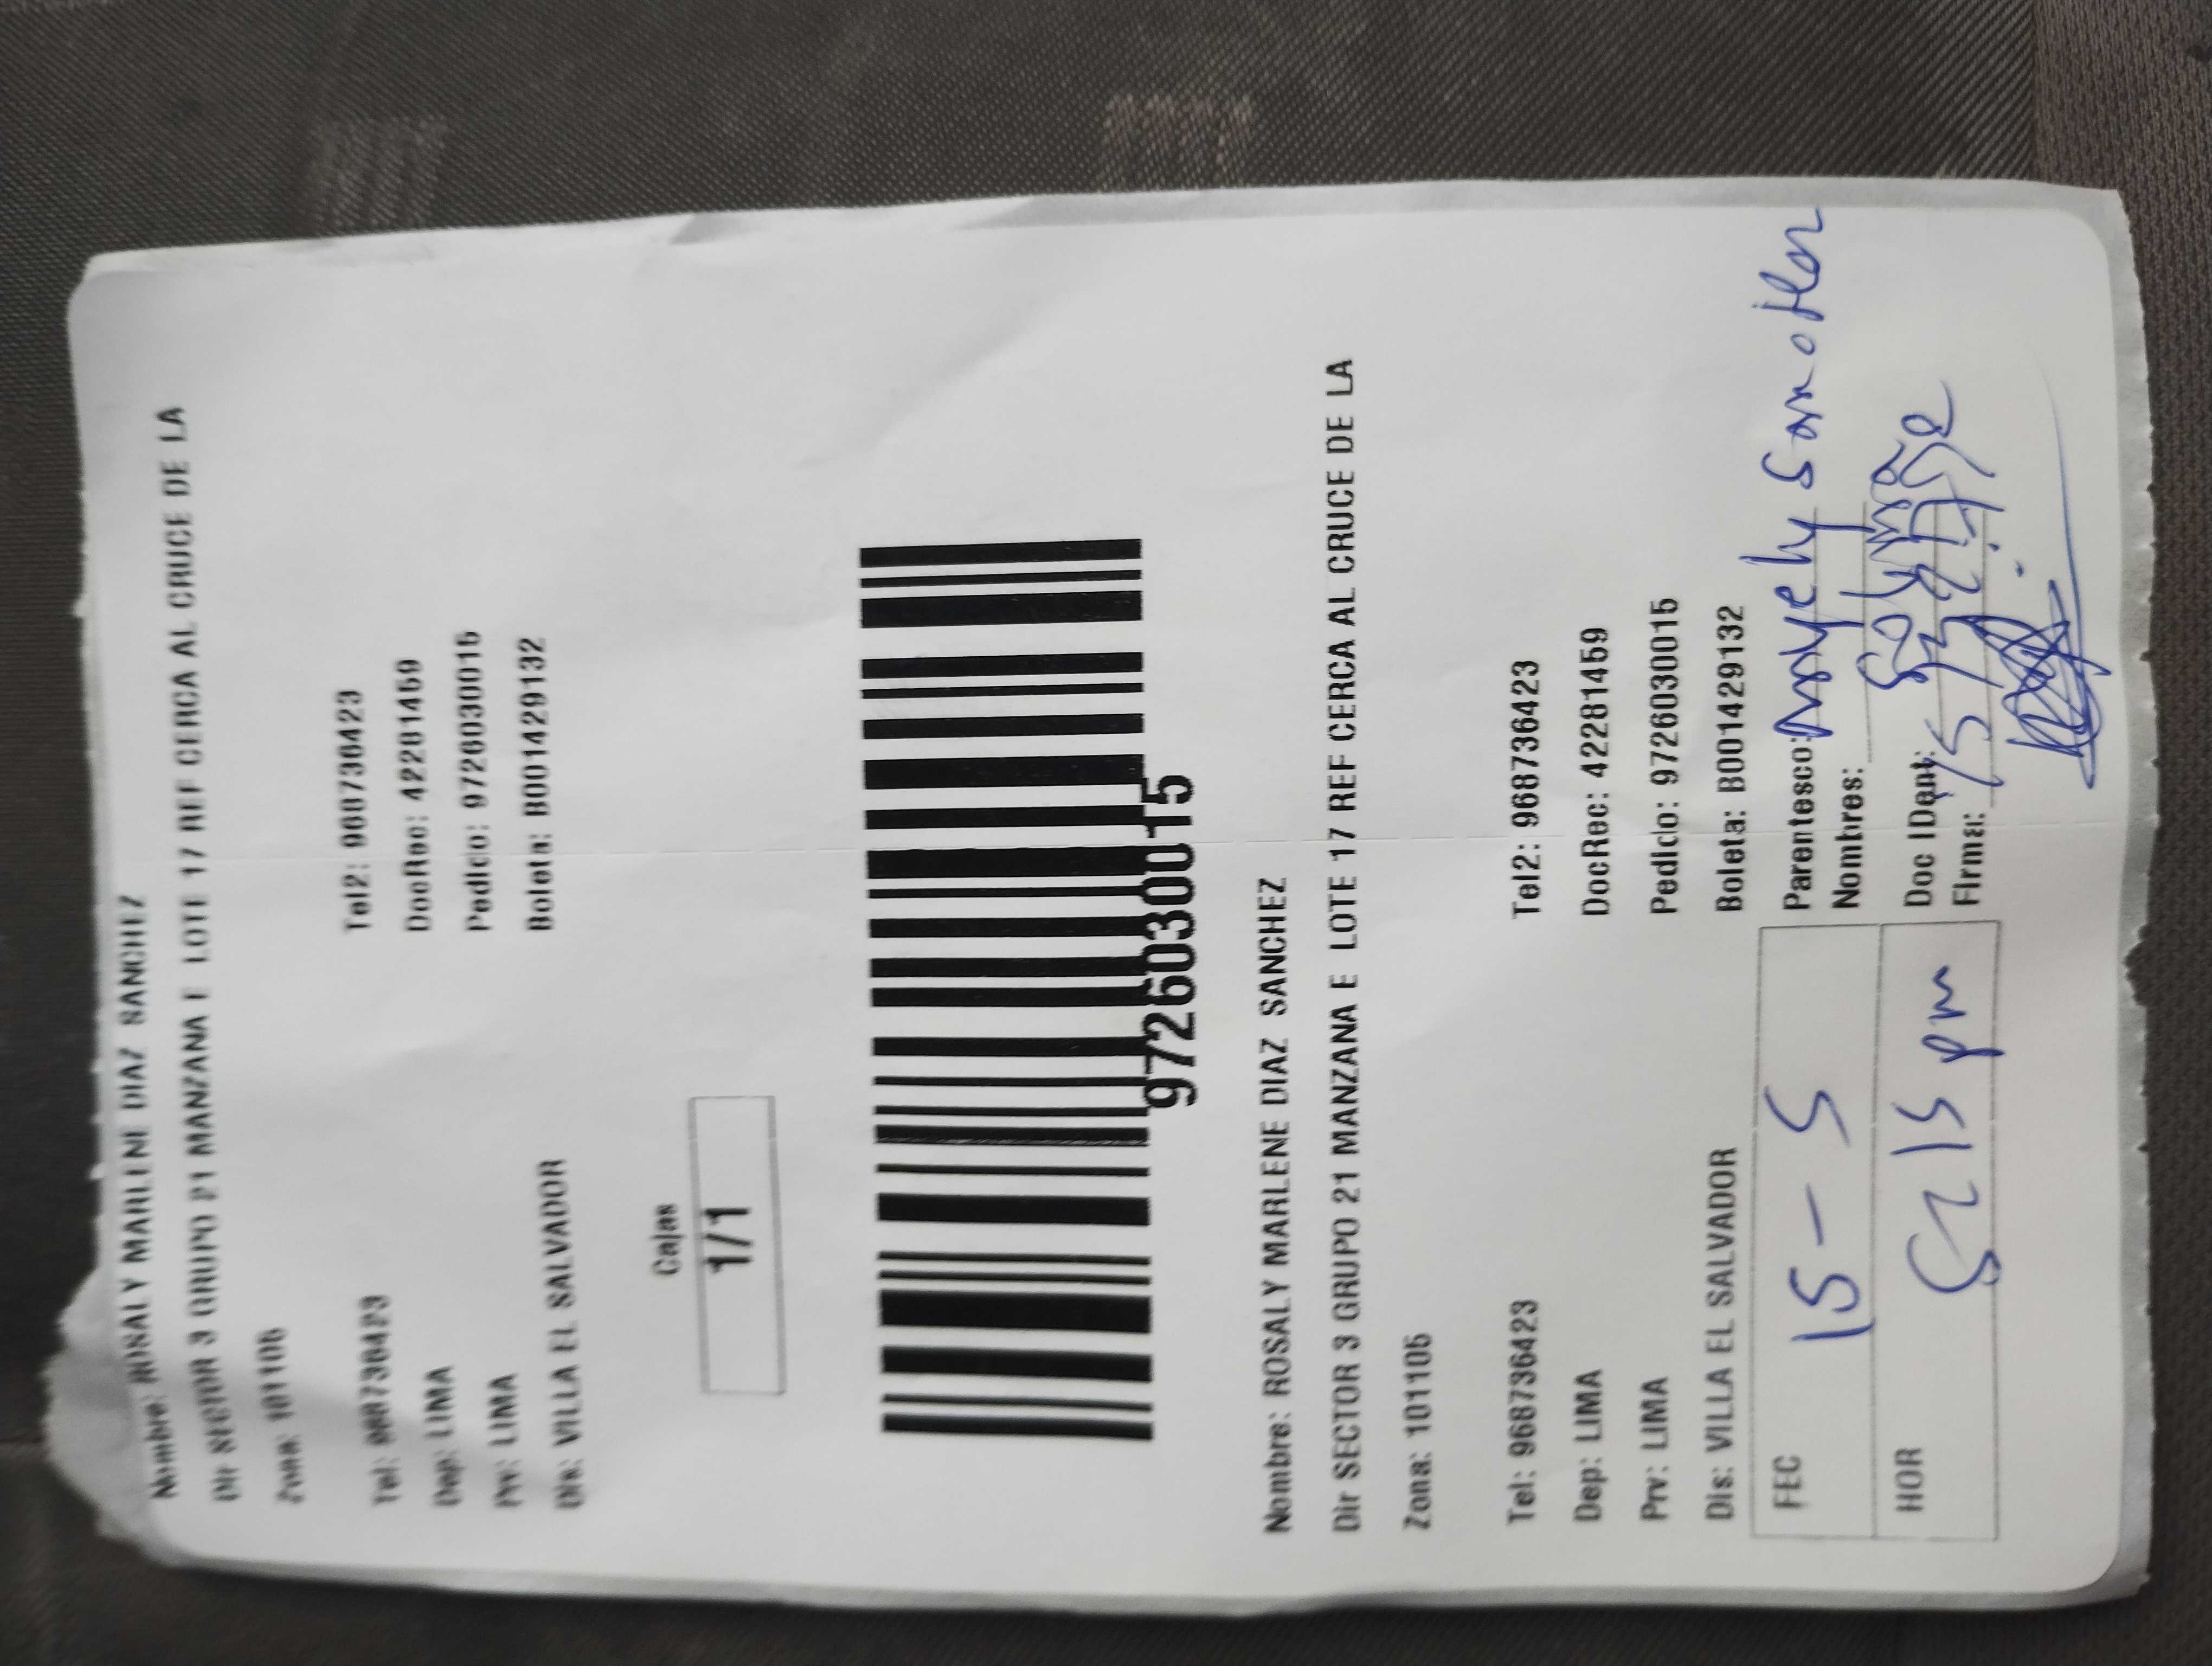 Nombre: ROSALY MARLENE DIAZ SANCHEZ
Dir SECTOR 3 GRUPO 21 MANZANA E LOTE 17 REF CERCA AL CRUCE DE LA
Zona: 101105
Tel: 968736423 Tel2: 968736423
Dep: LIMA DocRec: 42281459
Prv: LIMA Pedido: 9726030015
Dis: VILLA EL SALVADOR Boleta: B001429132
Cajas
1/1
9726030015
Nombre: ROSALY MARLENE DIAZ SANCHEZ
Dir SECTOR 3 GRUPO 21 MANZANA E LOTE 17 REF CERCA AL CRUCE DE LA
Zona: 101105
Tel: 968736423 Tel2: 968736423
Dep: LIMA DocRec: 42281459
Prv: LIMA Pedido: 9726030015
Dis: VILLA EL SALVADOR Boleta: B001429132
FEC 15-5 Parentesco:
Nombres:
HOR 5215 pm Doc IDent:
Firma: